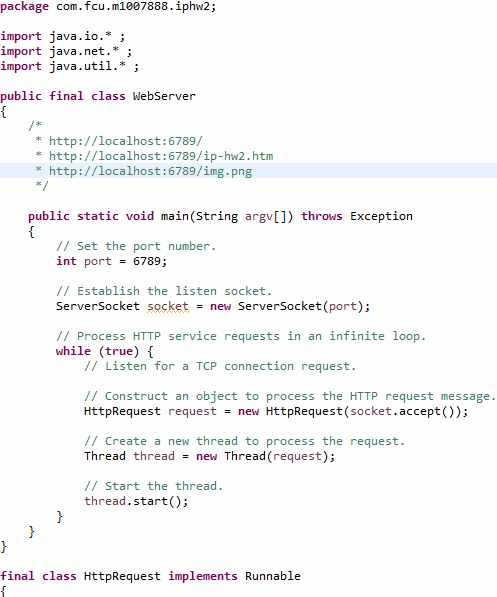 package com.fcu.m1007888.iphw2;
import java.io.* ;
import java.net.* ;
import java.util.* ;
public final class WebServer
{
/*
* http://localhost:6789/
* http://localhost:6789/ip-hw2.htm
* http://localhost:6789/img.png
*/
public static void main(String argv[]) throws Exception
{
// Set the port number.
int port = 6789;
// Establish the listen socket.
ServerSocket socket = new ServerSocket(port);
// Process HTTP service requests in an infinite loop.
while (true) {
// Listen for a TCP connection request.
// Construct an object to process the HTTP request message.
HttpRequest request = new HttpRequest(socket.accept());
// Create a new thread to process the request.
Thread thread = new Thread(request);
// Start the thread.
thread.start();
}
}
}
final class HttpRequest implements Runnable
{